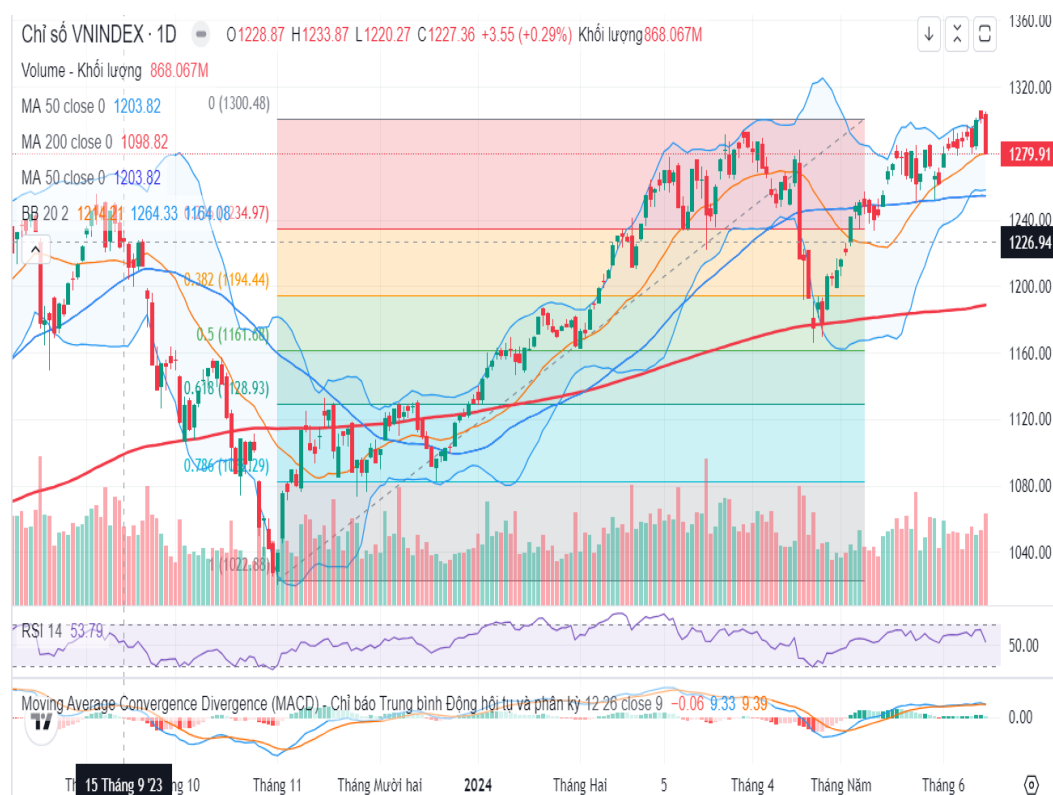 Chỉ số VNINDEX · 1D O1228.87 H1233.87 L1220.27 C1227.36 +3.55 (+0.29%) Khối lượng868.067M
Volume - Khối lượng 868.067M
MA 50 close 0 1203.82
0 (1300.48)
MA 200 close 0 1098.82
MA 50 close 0 1203.82
BB 20 2 1214.21 1264.33 1164.08
0.382 (1194.44)
0.5 (1161.68)
0.618 (1128.93)
0.786
1 (1022.88)
1360.00
1320.00
1279.91
1240.00
1226.94
1200.00
1160.00
1120.00
1080.00
1040.00
RSI 14 53.79
50.00
Moving Average Convergence Divergence (MACD) - Chỉ báo Trung bình Động hội tụ và phân kỳ 12 26 close 9 −0.06 9.33 9.39
0.00
15 Tháng 9 '23 10 Tháng 11 Tháng Mười hai 2024 Tháng Hai 5 Tháng 4 Tháng Năm Tháng 6